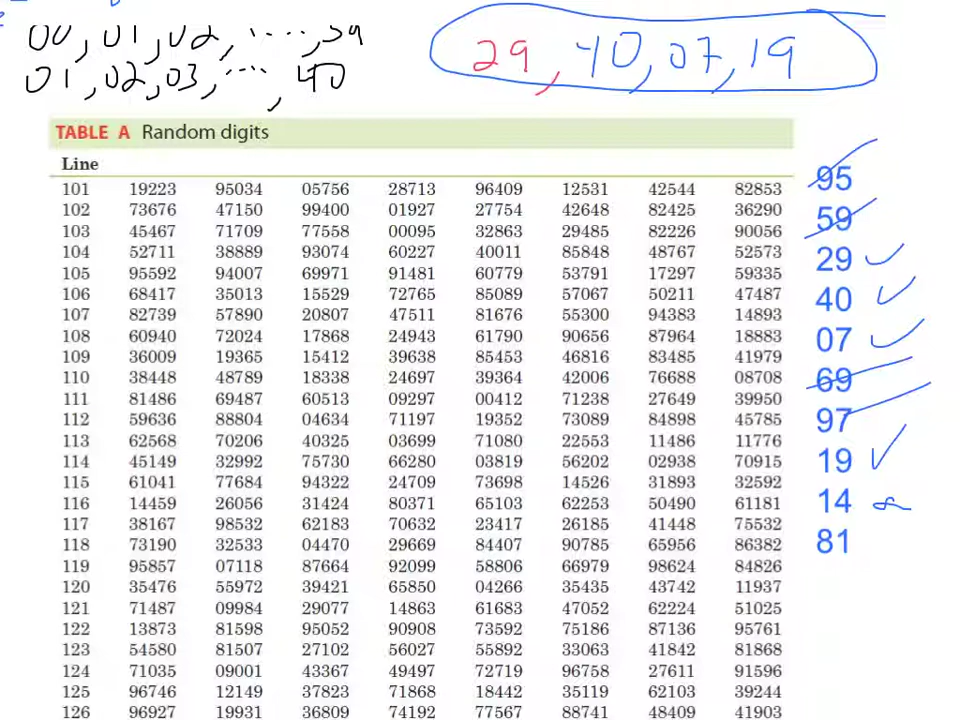 00, 01, 02, ....., 39
01, 02, 03, ...., 40
29, 40, 07, 19
TABLE A Random digits
Line
101 19223 95034 05756 28713 96409 12531 42544 82853
102 73676 47150 99400 01927 27754 42648 82425 36290
103 45467 71709 77558 00095 32863 29485 82226 90056
104 52711 38889 93074 60227 40011 85848 48767 52573
105 95592 94007 69971 91481 60779 53791 17297 59335
106 68417 35013 15529 72765 85089 57067 50211 47487
107 82739 57890 20807 47511 81676 55300 94383 14893
108 60940 72024 17868 24943 61790 90656 87964 18883
109 36009 19365 15412 39638 85453 46816 83485 41979
110 38448 48789 18338 24697 39364 42006 76688 08708
111 81486 69487 60513 09297 00412 71238 27649 39950
112 59636 88804 04634 71197 19352 73089 84898 45785
113 62568 70206 40325 03699 71080 22553 11486 11776
114 45149 32992 75730 66280 03819 56202 02938 70915
115 61041 77684 94322 24709 73698 14526 31893 32592
116 14459 26056 31424 80371 65103 62253 50490 61181
117 38167 98532 62183 70632 23417 26185 41448 75532
118 73190 32533 04470 29669 84407 90785 65956 86382
119 95857 07118 87664 92099 58806 66979 98624 84826
120 35476 55972 39421 65850 04266 35435 43742 11937
121 71487 09984 29077 14863 61683 47052 62224 51025
122 13873 81598 95052 90908 73592 75186 87136 95761
123 54580 81507 27102 56027 55892 33063 41842 81868
124 71035 09001 43367 49497 72719 96758 27611 91596
125 96746 12149 37823 71868 18442 35119 62103 39244
126 96927 19931 36809 74192 77567 88741 48409 41903
95
59
29
40
07
69
97
19
14
81